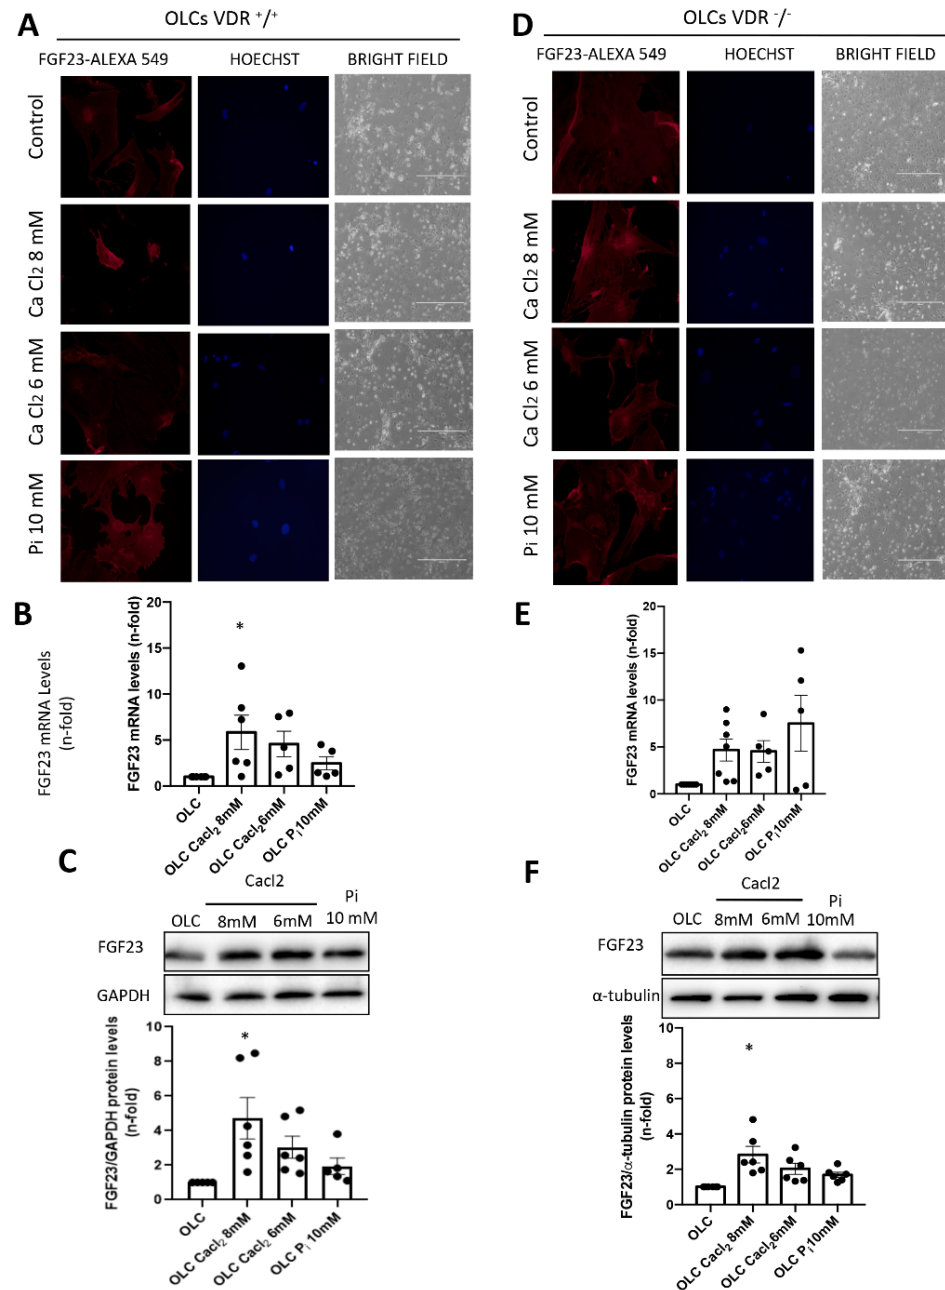 A
OLCs VDR +/+
FGF23-ALEXA 549 HOECHST BRIGHT FIELD
Control
Ca Cl2 8 mM
Ca Cl2 6 mM
Pi 10 mM
B
FGF23 mRNA Levels
(n-fold)
FGF23 mRNA levels (n-fold)
20
15
10
5
0
*
OLC
OLC Cacl2 8mM
OLC Cacl2 6mM
OLC Pi 10mM
C
Cacl2
Pi
OLC 8mM 6mM 10 mM
FGF23
GAPDH
FGF23/GAPDH protein levels
(n-fold)
10
8
6
4
2
0
*
OLC
OLC Cacl2 8mM
OLC Cacl2 6mM
OLC Pi 10mM
D
OLCs VDR -/-
FGF23-ALEXA 549 HOECHST BRIGHT FIELD
Control
Ca Cl2 8 mM
Ca Cl2 6 mM
Pi 10 mM
E
FGF23 mRNA levels (n-fold)
20
15
10
5
0
OLC
OLC Cacl2 8mM
OLC Cacl2 6mM
OLC Pi 10mM
F
Cacl2
Pi
OLC 8mM 6mM 10mM
FGF23
α-tubulin
FGF23/α-tubulin protein levels
(n-fold)
10
8
6
4
2
0
*
OLC
OLC Cacl2 8mM
OLC Cacl2 6mM
OLC Pi 10mM